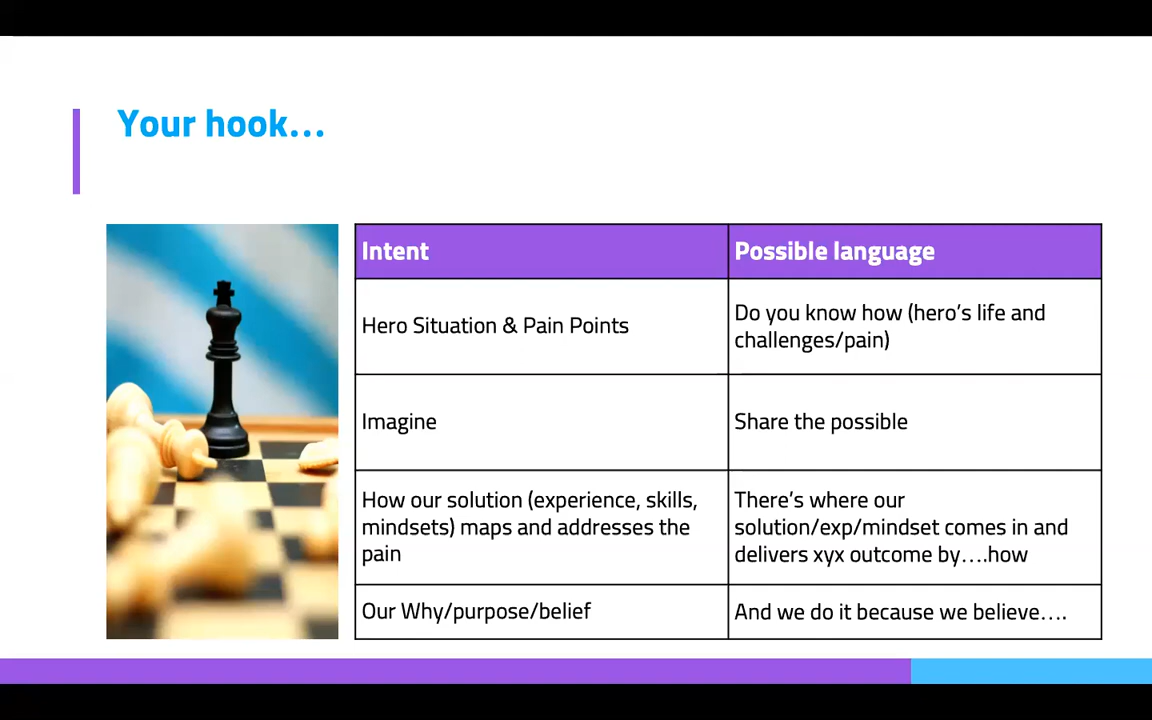 Your hook...
Intent
Possible language
Hero Situation & Pain Points
Do you know how (hero's life and
challenges/pain)
Imagine
Share the possible
How our solution (experience, skills,
mindsets) maps and addresses the
pain
There's where our
solution/exp/mindset comes in and
delivers xyx outcome by....how
Our Why/purpose/belief
And we do it because we believe....